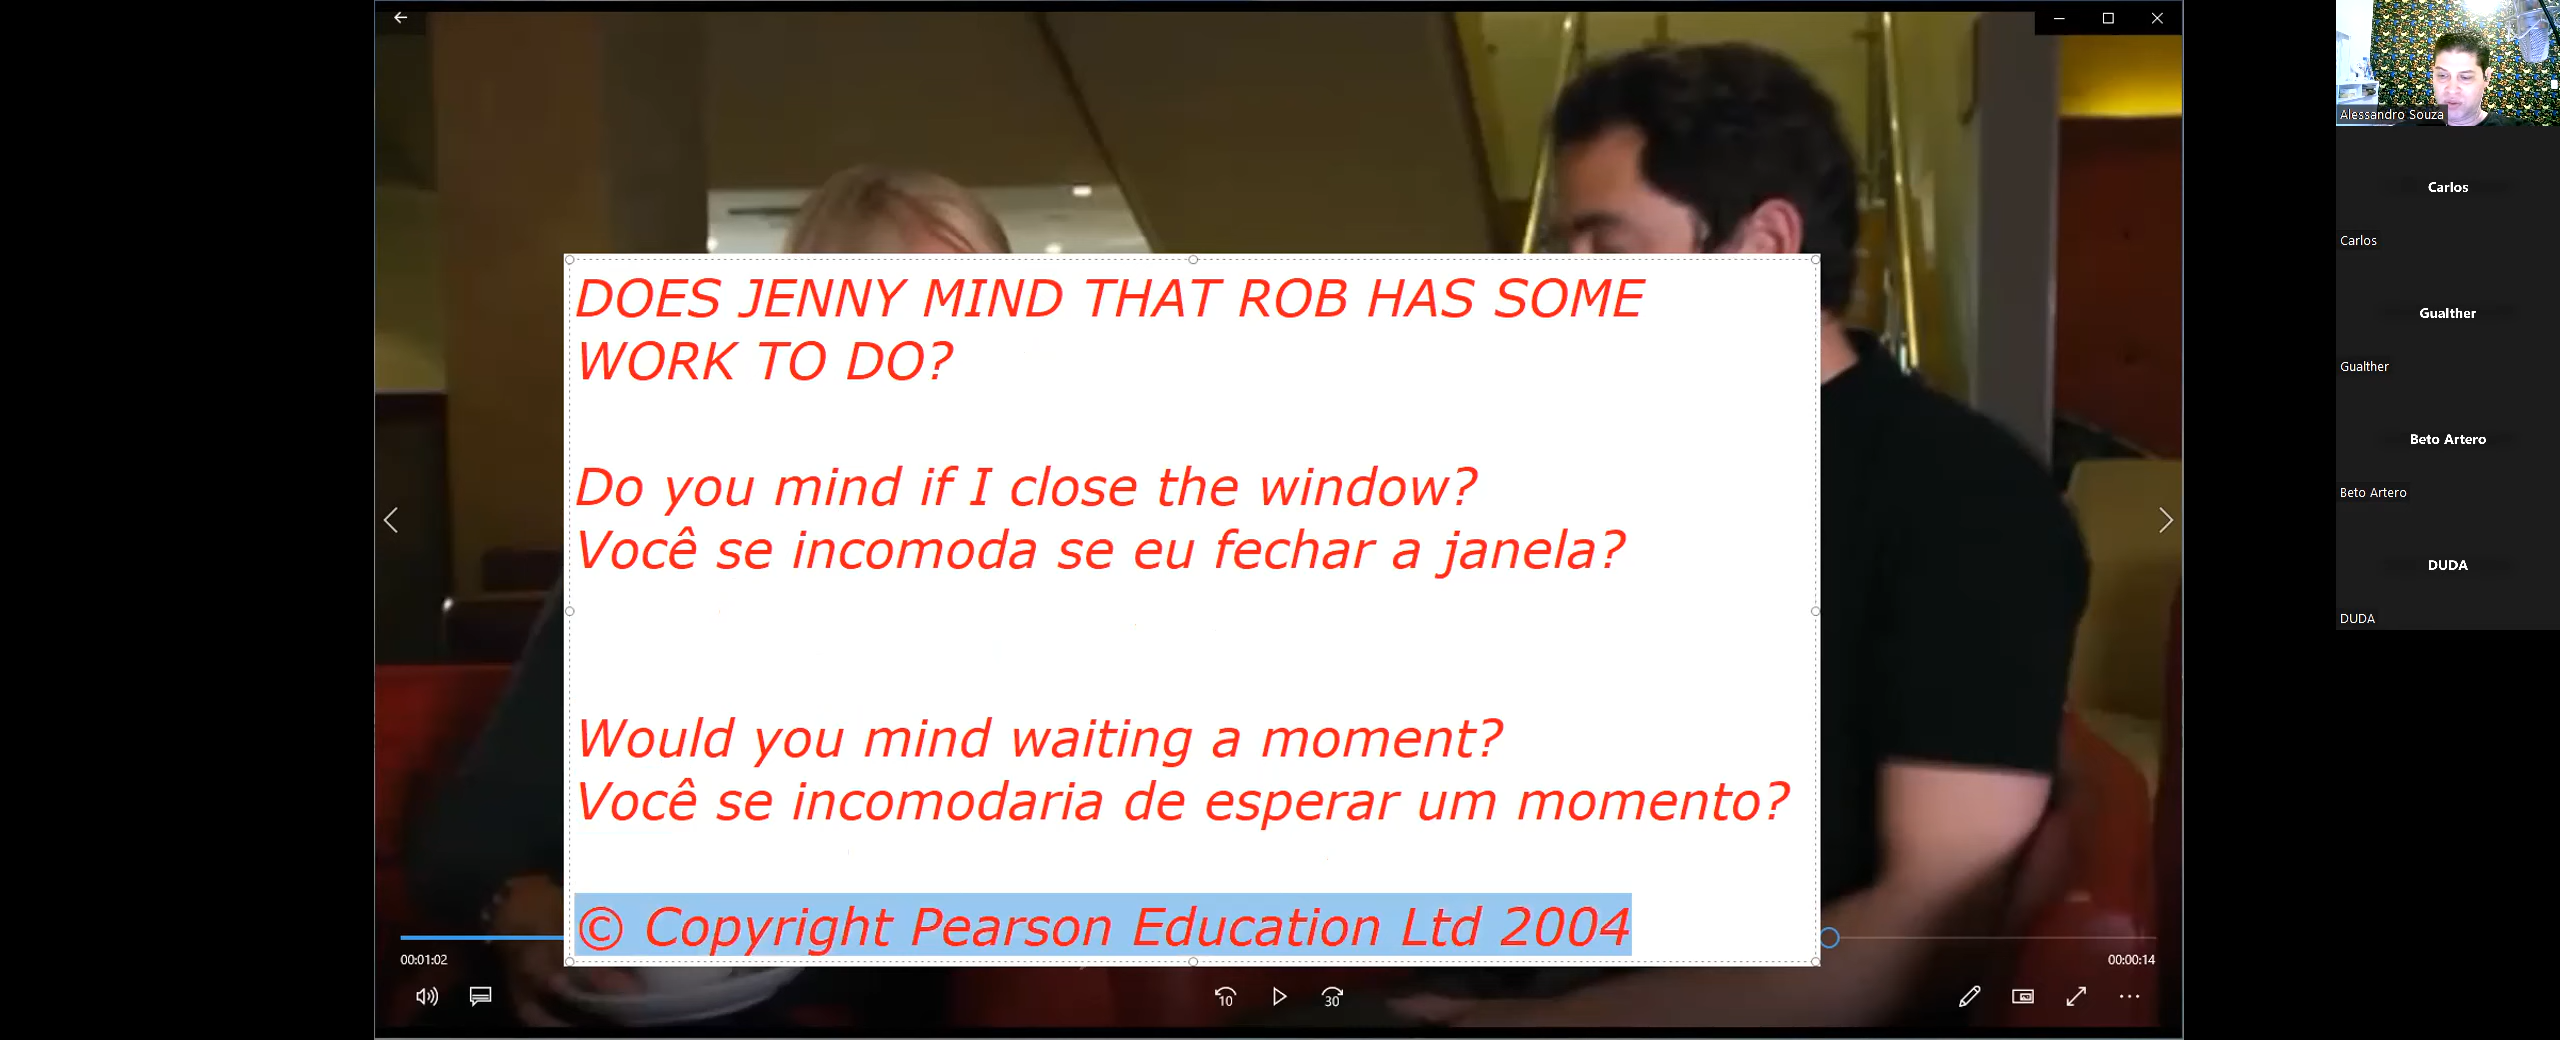 Alessandro Souza
Carlos
Carlos
Gualther
Gualther
Beto Artero
Beto Artero
DUDA
DUDA
DOES JENNY MIND THAT ROB HAS SOME
WORK TO DO?
Do you mind if I close the window?
Você se incomoda se eu fechar a janela?
Would you mind waiting a moment?
Você se incomodaria de esperar um momento?
© Copyright Pearson Education Ltd 2004
00:01:02
00:00:14
10
30